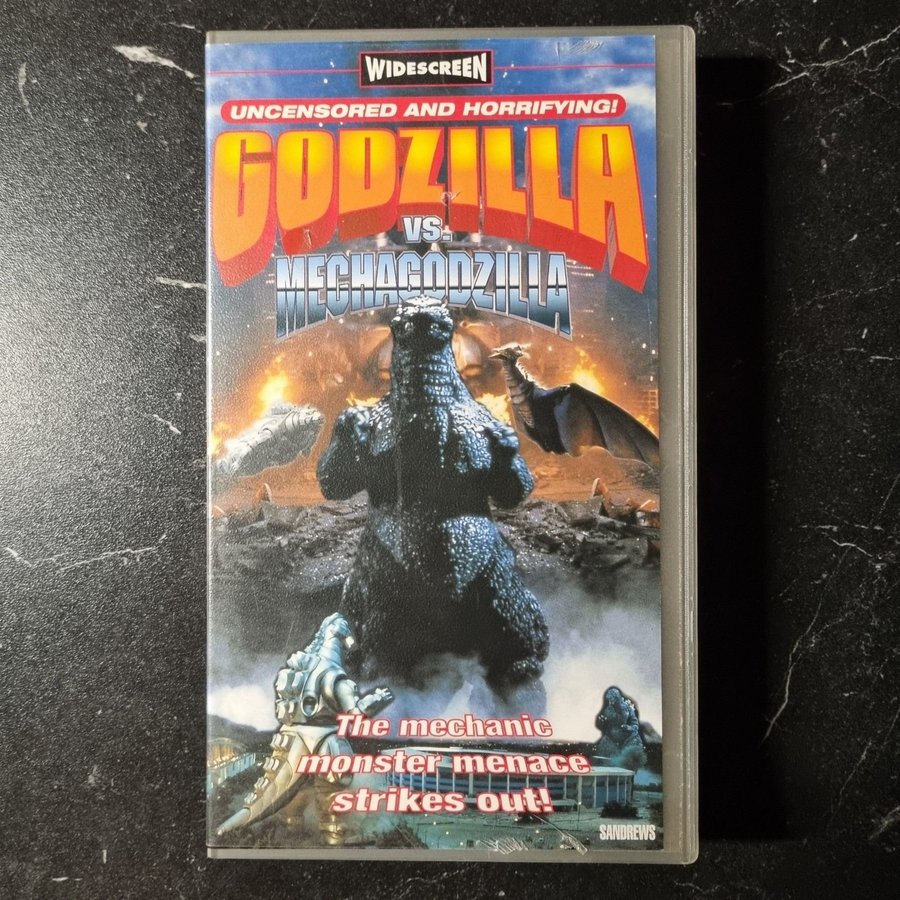 WIDESCREEN
UNCENSORED AND HORRIFYING!
GODZILLA
VS.
MECHAGODZILLA
The mechanic
monster menace
strikes out!
SANDREWS